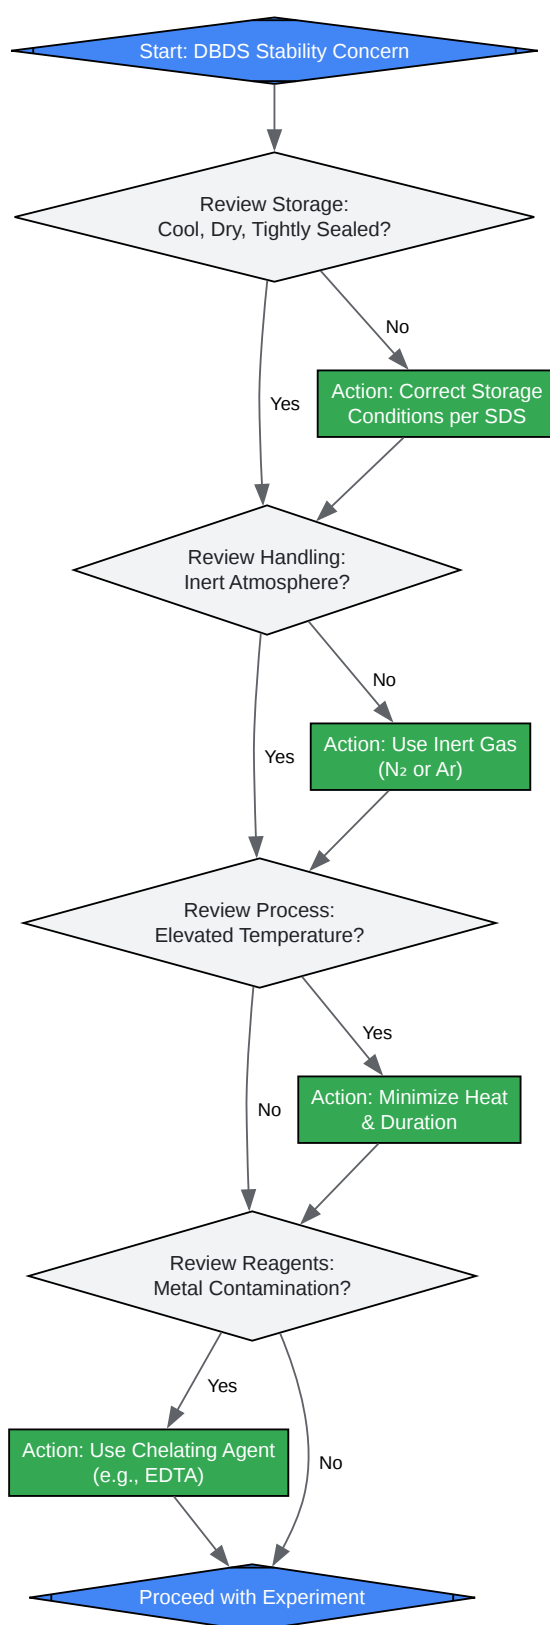 Start: DBDS Stability Concern
Review Storage:
Cool, Dry, Tightly Sealed?
No
Yes
Action: Correct Storage
Conditions per SDS
Review Handling:
Inert Atmosphere?
No
Yes
Action: Use Inert Gas
(N₂ or Ar)
Review Process:
Elevated Temperature?
Yes
No
Action: Minimize Heat
& Duration
Review Reagents:
Metal Contamination?
Yes
No
Action: Use Chelating Agent
(e.g., EDTA)
Proceed with Experiment